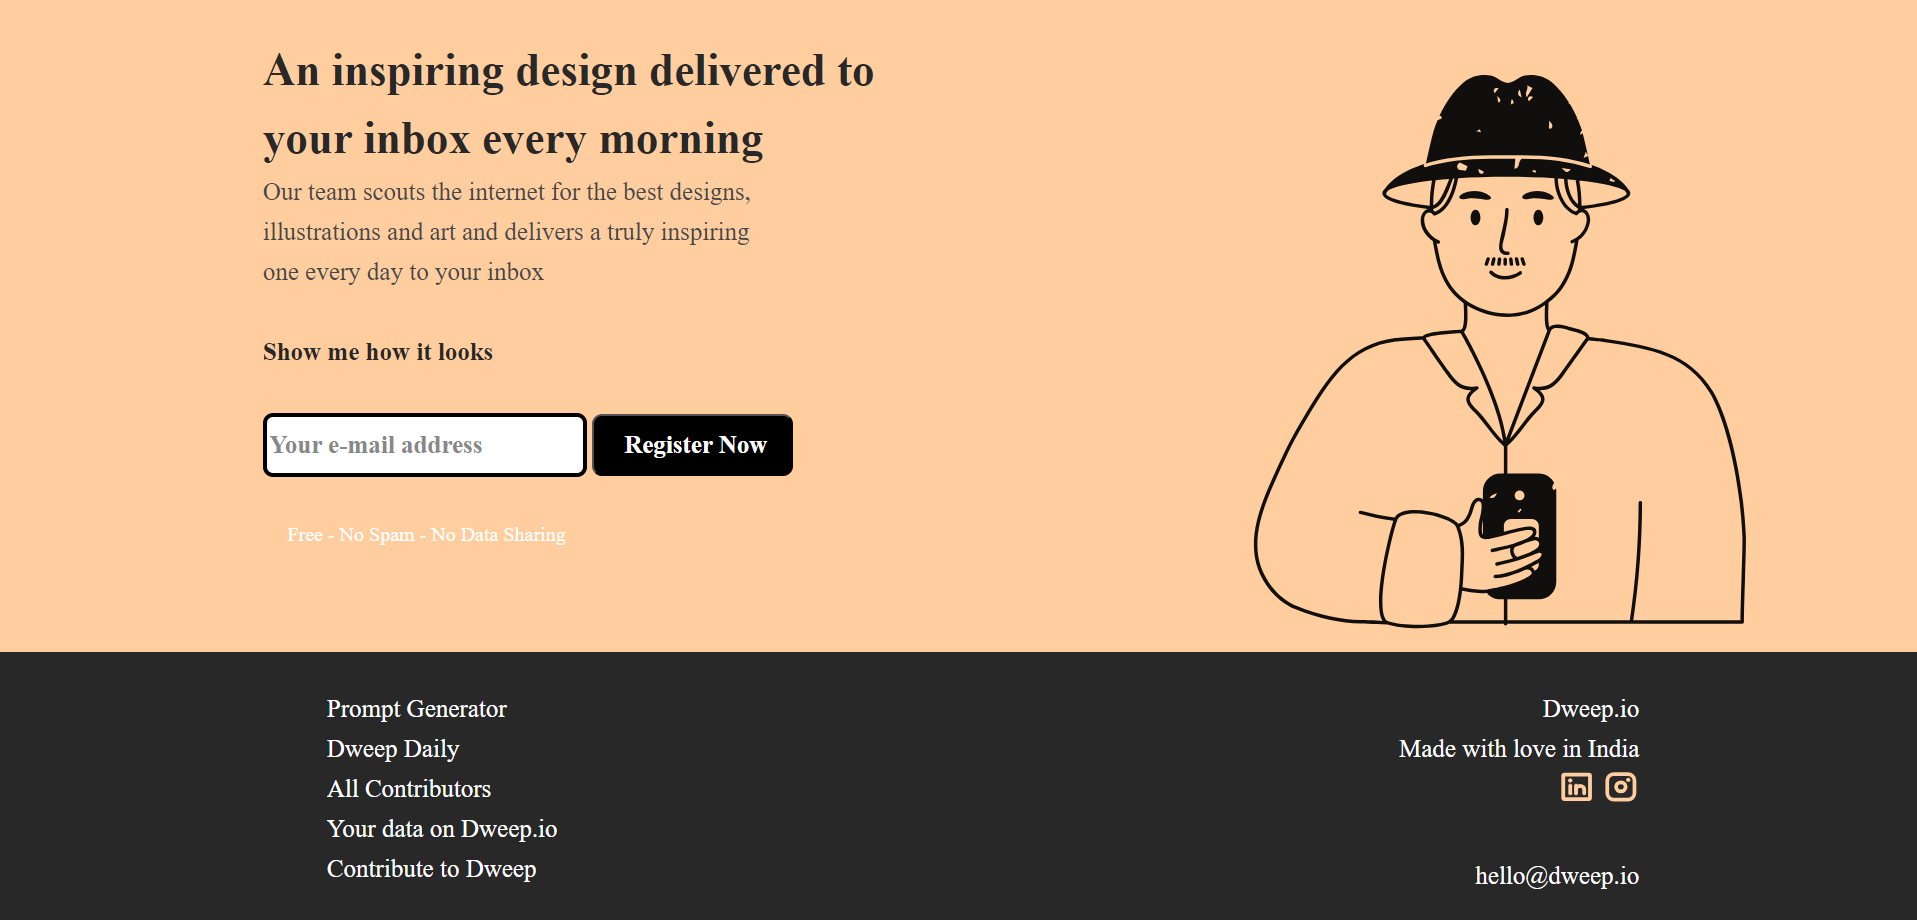 An inspiring design delivered to
your inbox every morning
Our team scouts the internet for the best designs,
illustrations and art and delivers a truly inspiring
one every day to your inbox
Show me how it looks
Your e-mail address
Register Now
Free - No Spam - No Data Sharing
Prompt Generator
Dweep Daily
All Contributors
Your data on Dweep.io
Contribute to Dweep
Dweep.io
Made with love in India
in
hello@dweep.io